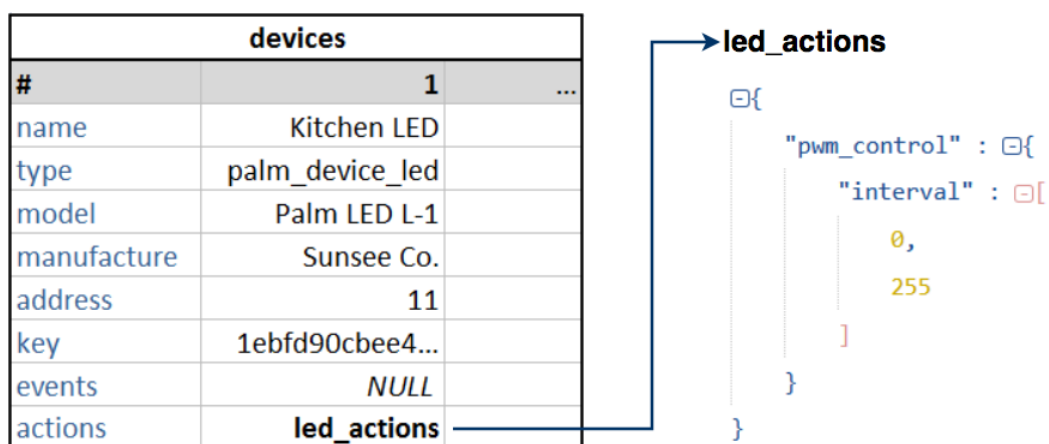 devices
# 1 ...
name Kitchen LED
type palm_device_led
model Palm LED L-1
manufacture Sunsee Co.
address 11
key 1ebfd90cbee4...
events NULL
actions led_actions
led_actions
{
"pwm_control" : {
"interval" : [
0,
255
]
}
}